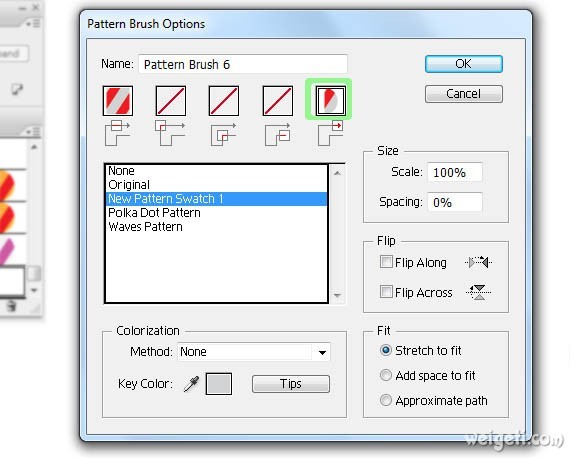 Pattern Brush Options
Name: Pattern Brush 6
OK
Cancel
None
Original
New Pattern Swatch 1
Polka Dot Pattern
Waves Pattern
Size
Scale: 100%
Spacing: 0%
Flip
Flip Along
Flip Across
Colorization
Method: None
Key Color:
Tips
Fit
Stretch to fit
Add space to fit
Approximate path
weigeti.com